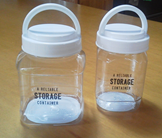 A RELIABLE
STORAGE
CONTAINER
A RELIABLE
STORAGE
CONTAINER